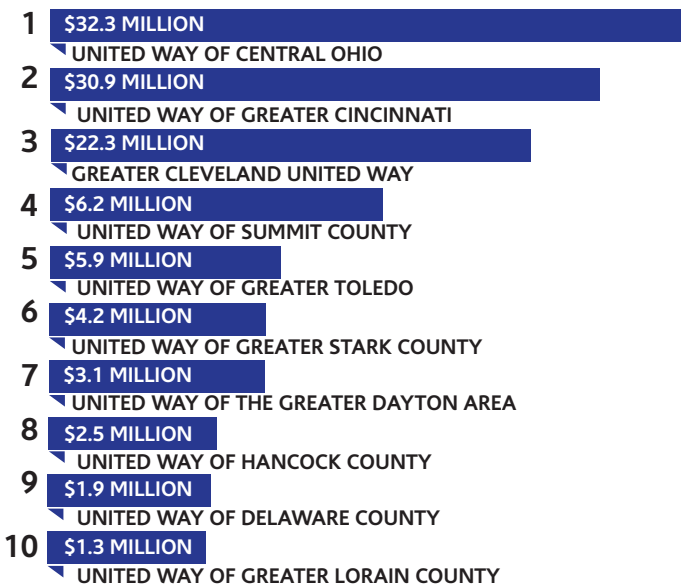 1 $32.3 MILLION
UNITED WAY OF CENTRAL OHIO
2 $30.9 MILLION
UNITED WAY OF GREATER CINCINNATI
3 $22.3 MILLION
GREATER CLEVELAND UNITED WAY
4 $6.2 MILLION
UNITED WAY OF SUMMIT COUNTY
5 $5.9 MILLION
UNITED WAY OF GREATER TOLEDO
6 $4.2 MILLION
UNITED WAY OF GREATER STARK COUNTY
7 $3.1 MILLION
UNITED WAY OF THE GREATER DAYTON AREA
8 $2.5 MILLION
UNITED WAY OF HANCOCK COUNTY
9 $1.9 MILLION
UNITED WAY OF DELAWARE COUNTY
10 $1.3 MILLION
UNITED WAY OF GREATER LORAIN COUNTY